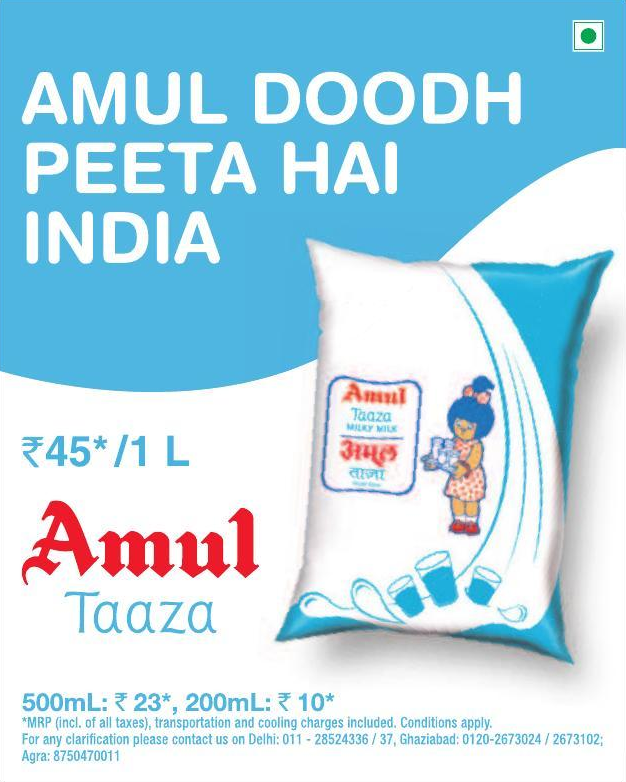 AMUL DOODH
PEETA HAI
INDIA
Amul
Taaza
MILKY MILK
अमूल
ताज़ा
₹45*/1 L
Amul
Taaza
500mL: ₹ 23*, 200mL: ₹ 10*
*MRP (incl. of all taxes), transportation and cooling charges included. Conditions apply.
For any clarification please contact us on Delhi: 011 - 28524336 / 37, Ghaziabad: 0120-2673024 / 2673102;
Agra: 8750470011